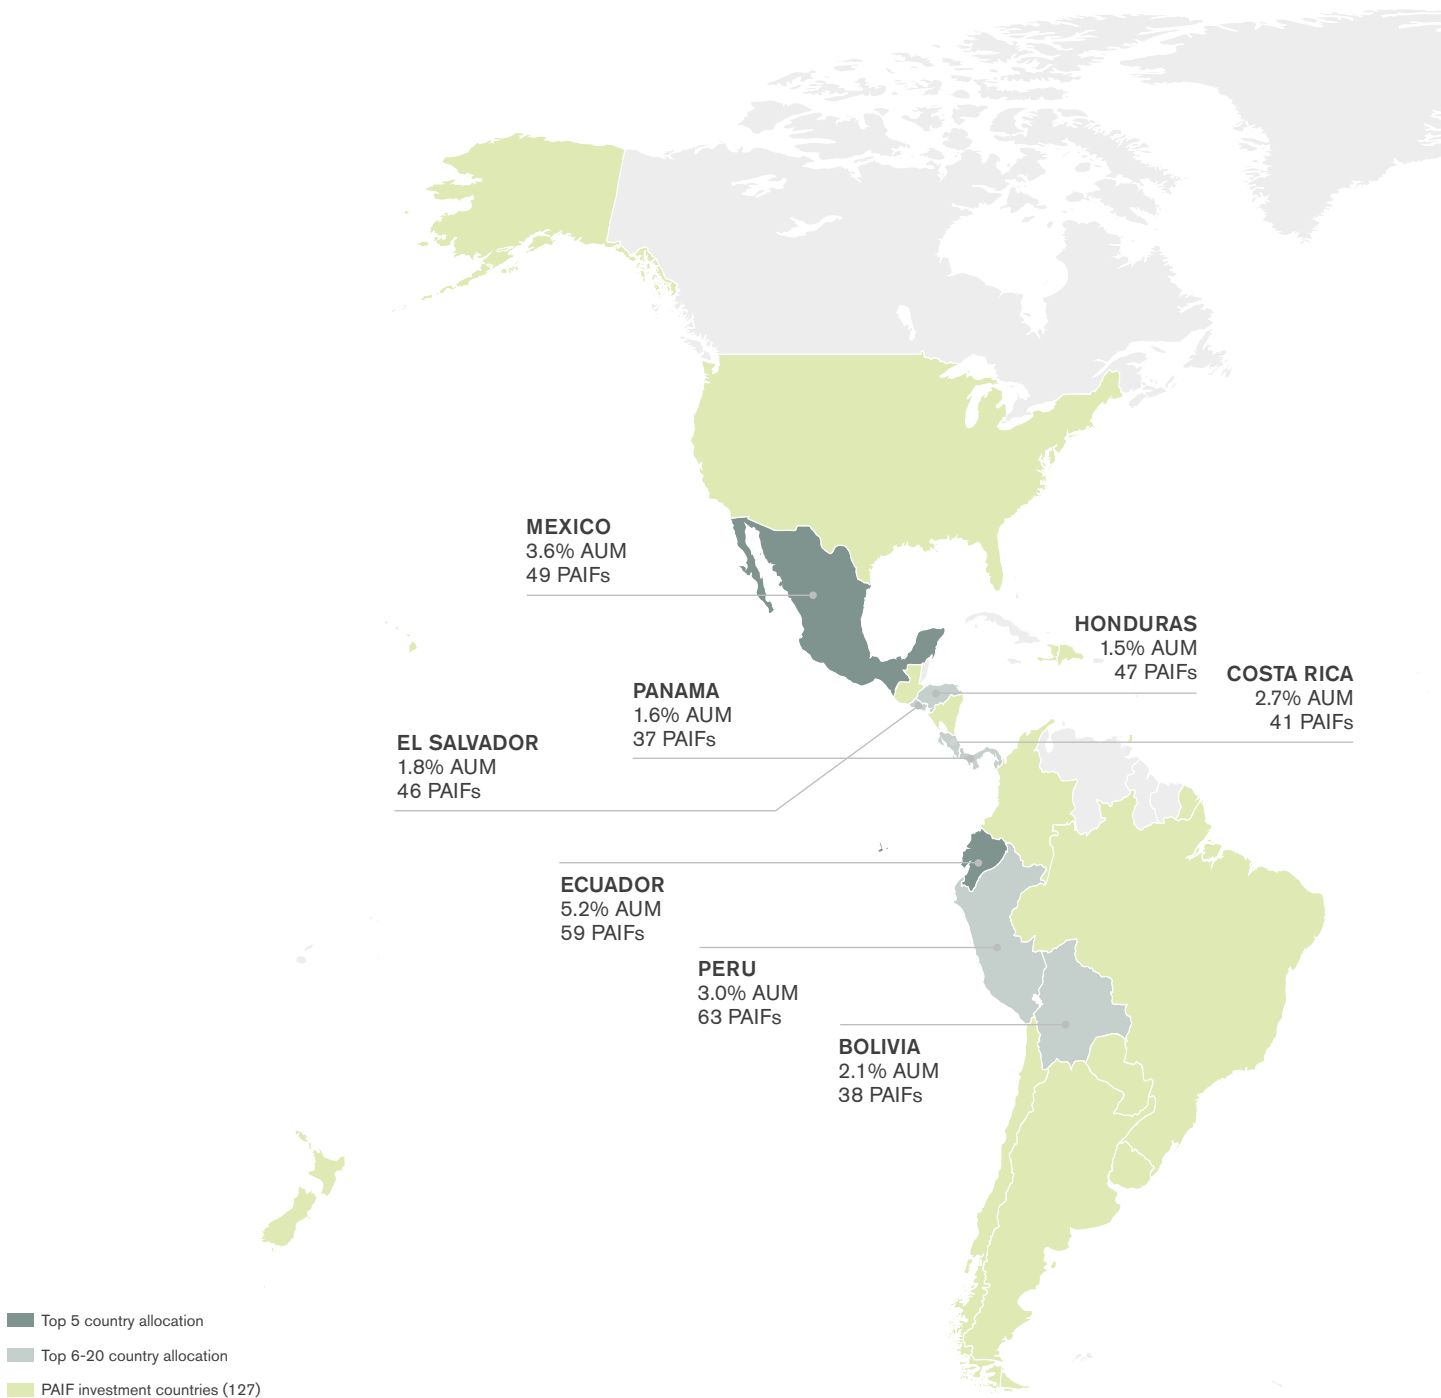 MEXICO
3.6% AUM
49 PAIFs
HONDURAS
1.5% AUM
47 PAIFs
COSTA RICA
2.7% AUM
41 PAIFs
PANAMA
1.6% AUM
37 PAIFs
EL SALVADOR
1.8% AUM
46 PAIFs
ECUADOR
5.2% AUM
59 PAIFs
PERU
3.0% AUM
63 PAIFs
BOLIVIA
2.1% AUM
38 PAIFs
Top 5 country allocation
Top 6-20 country allocation
PAIF investment countries (127)